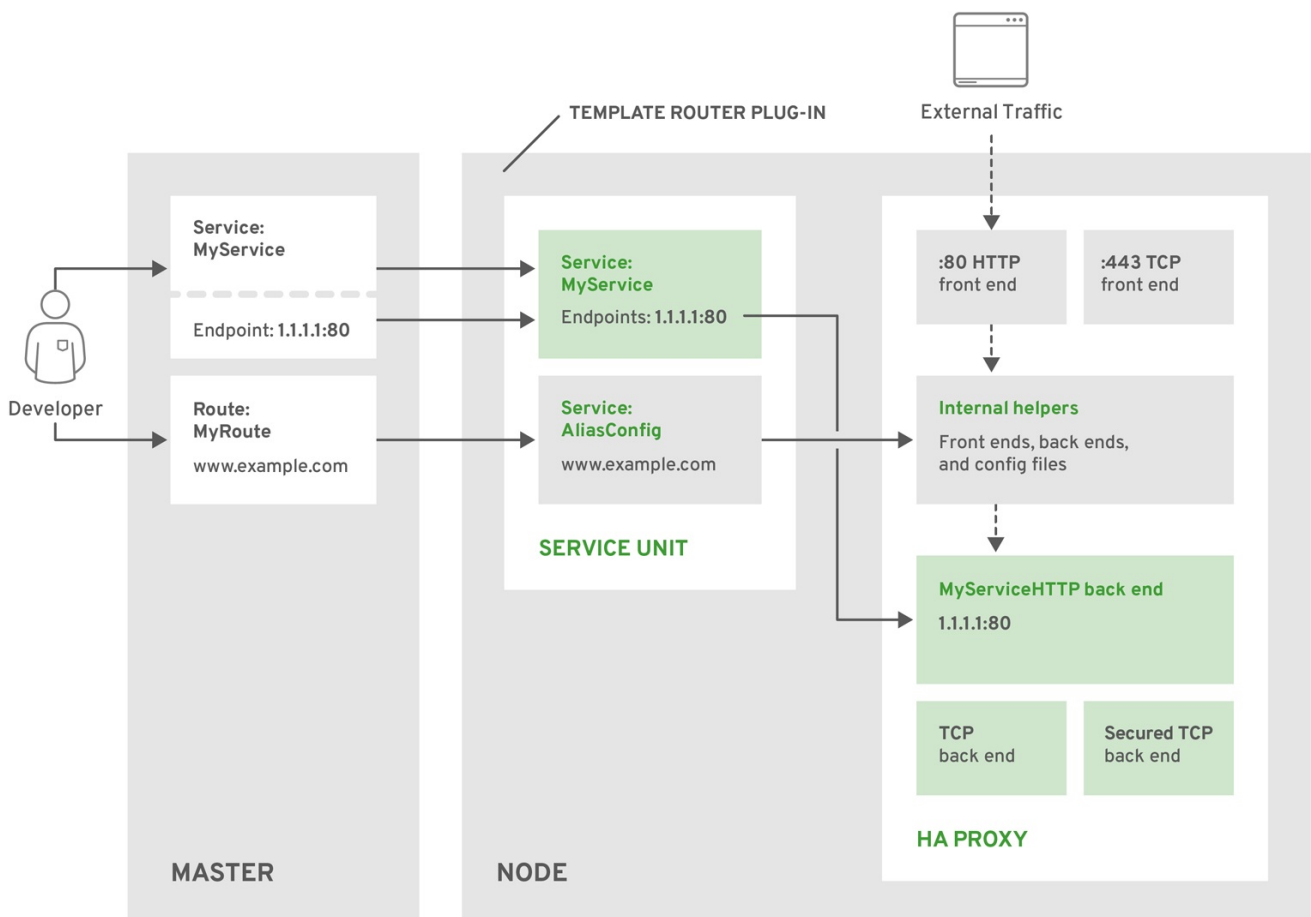 TEMPLATE ROUTER PLUG-IN
External Traffic
Developer
Service:
MyService
Endpoint: 1.1.1.1:80
Route:
MyRoute
www.example.com
MASTER
Service:
MyService
Endpoints: 1.1.1.1:80
Service:
AliasConfig
www.example.com
SERVICE UNIT
NODE
:80 HTTP
front end
:443 TCP
front end
Internal helpers
Front ends, back ends,
and config files
MyServiceHTTP back end
1.1.1.1:80
TCP
back end
Secured TCP
back end
HA PROXY